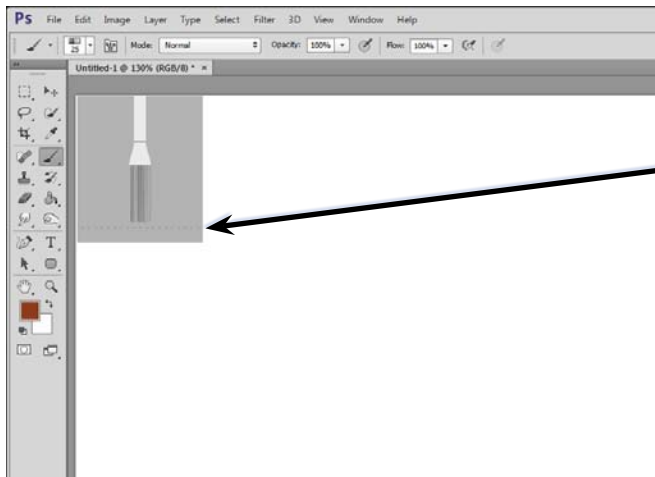 Ps File Edit Image Layer Type Select Filter 3D View Window Help
25 Mode: Normal Opacity: 100% Flow: 100%
Untitled-1 @ 130% (RGB/8) * ×
T